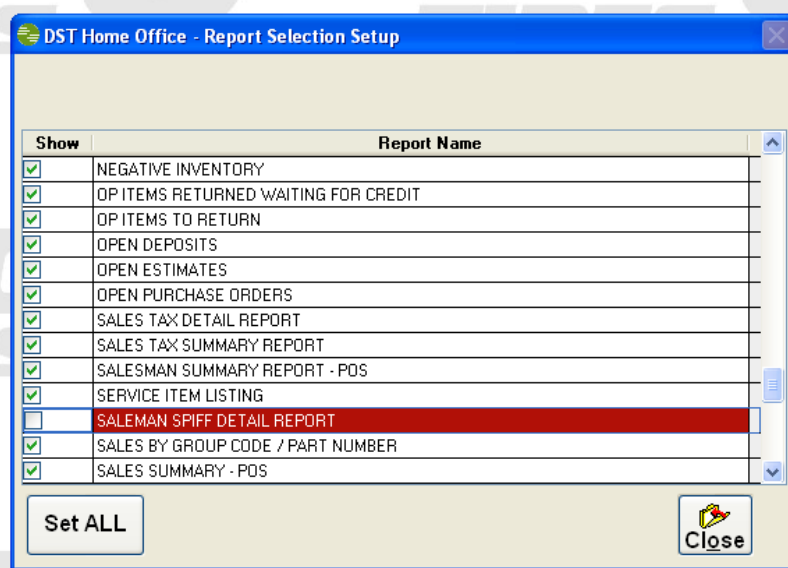 DST Home Office - Report Selection Setup
Show Report Name
NEGATIVE INVENTORY
OP ITEMS RETURNED WAITING FOR CREDIT
OP ITEMS TO RETURN
OPEN DEPOSITS
OPEN ESTIMATES
OPEN PURCHASE ORDERS
SALES TAX DETAIL REPORT
SALES TAX SUMMARY REPORT
SALESMAN SUMMARY REPORT - POS
SERVICE ITEM LISTING
SALEMAN SPIFF DETAIL REPORT
SALES BY GROUP CODE / PART NUMBER
SALES SUMMARY - POS
Set ALL
Close